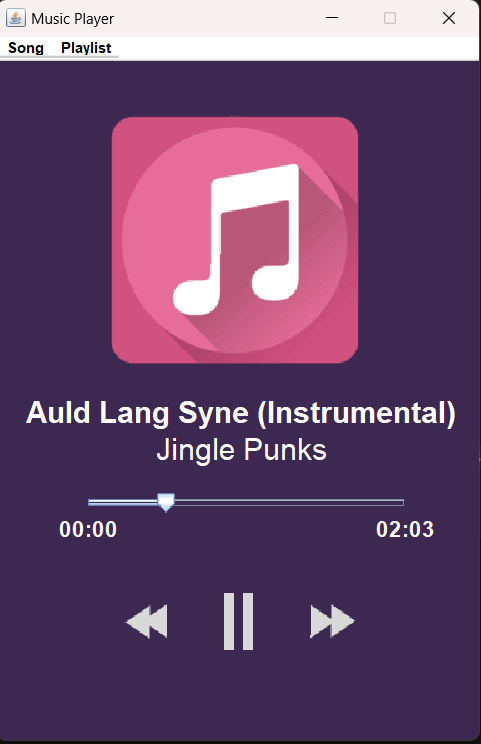 Music Player
Song Playlist
Auld Lang Syne (Instrumental)
Jingle Punks
00:00 02:03